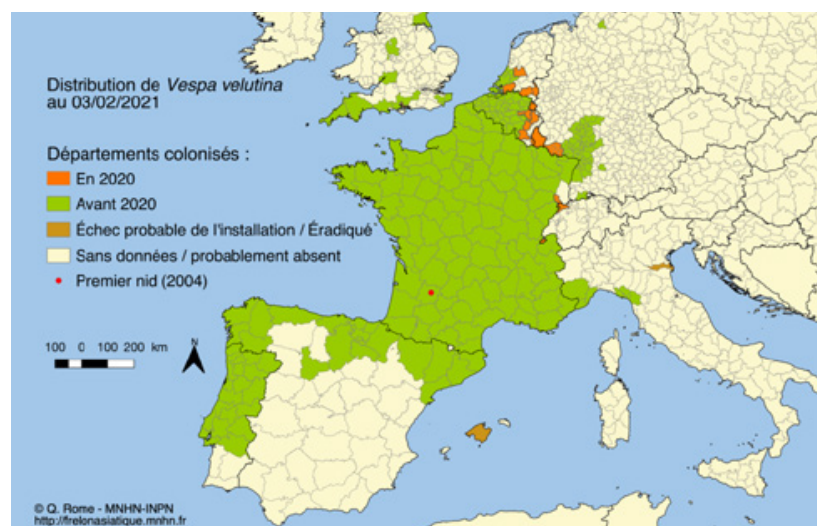 Distribution de Vespa velutina
au 03/02/2021
Départements colonisés :
En 2020
Avant 2020
Échec probable de l'installation / Éradiqué
Sans données / probablement absent
Premier nid (2004)
100 0 100 200 km
N
© Q. Rome - MNHN-INPN
http://frelonasiatique.mnhn.fr